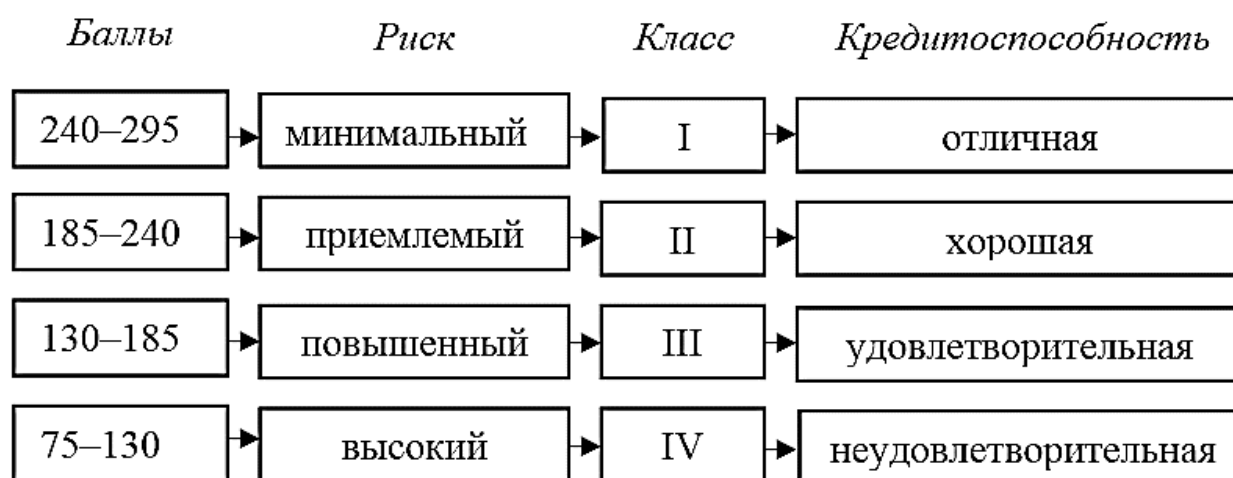 Баллы Риск Класс Кредитоспособность
240–295 минимальный I отличная
185–240 приемлемый II хорошая
130–185 повышенный III удовлетворительная
75–130 высокий IV неудовлетворительная